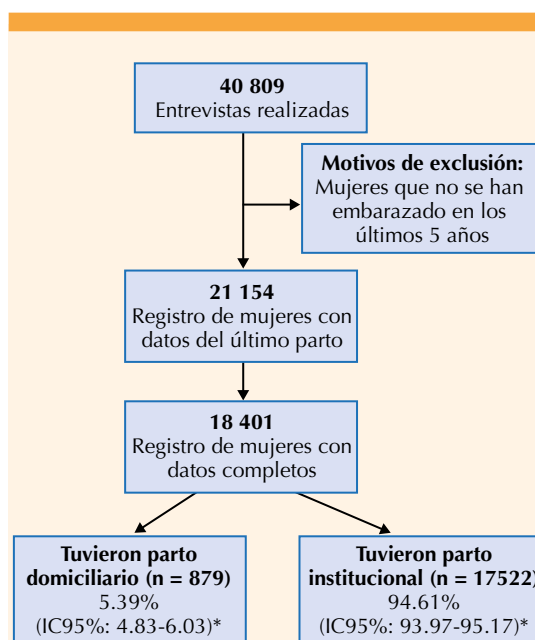 40 809
Entrevistas realizadas
Motivos de exclusión:
Mujeres que no se han
embarazado en los
últimos 5 años
21 154
Registro de mujeres con
datos del último parto
18 401
Registro de mujeres con
datos completos
Tuvieron parto
domiciliario (n = 879)
5.39%
(IC95%: 4.83-6.03)*
Tuvieron parto
institucional (n = 17522)
94.61%
(IC95%: 93.97-95.17)*